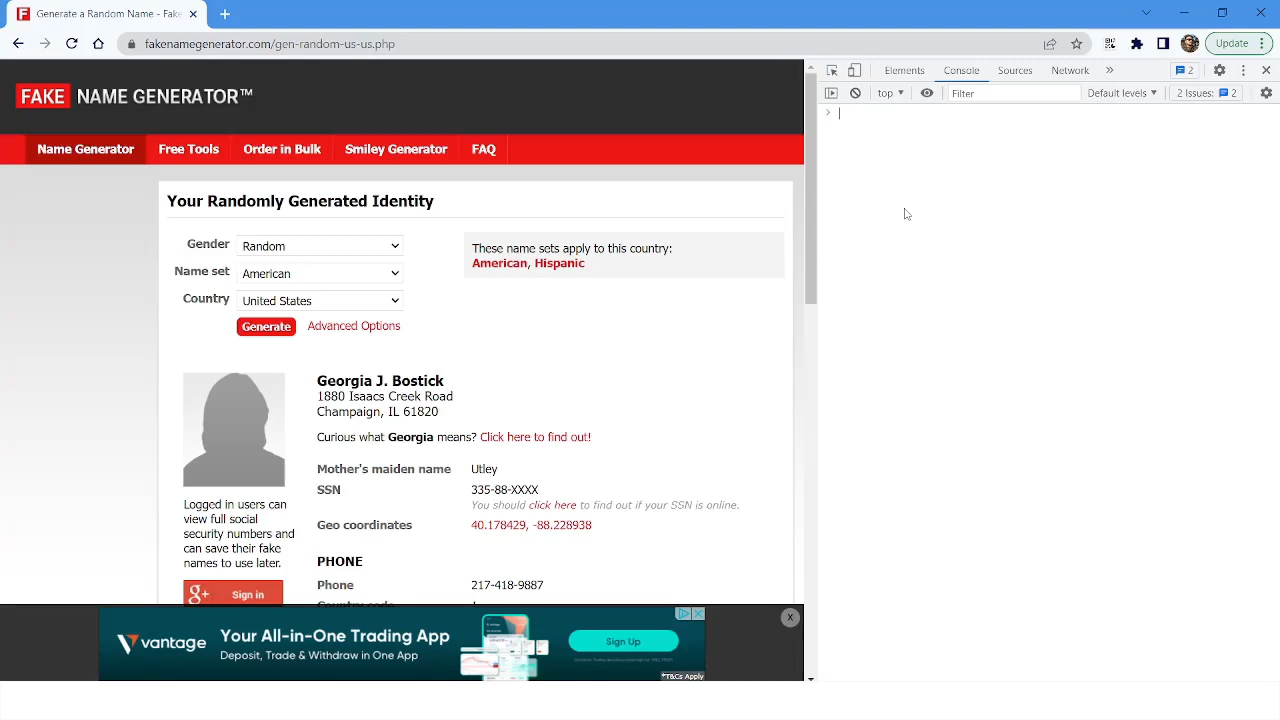 Generate a Random Name - Fake
fakenamegenerator.com/gen-random-us-us.php
Update
FAKE NAME GENERATOR™
Name Generator Free Tools Order in Bulk Smiley Generator FAQ
Your Randomly Generated Identity
Gender Random
Name set American
Country United States
Generate Advanced Options
These name sets apply to this country:
American, Hispanic
Georgia J. Bostick
1880 Isaacs Creek Road
Champaign, IL 61820
Curious what Georgia means? Click here to find out!
Mother's maiden name Utley
SSN 335-88-XXXX
You should click here to find out if your SSN is online.
Geo coordinates 40.178429, -88.228938
PHONE
Phone 217-418-9887
Country code 1
Logged in users can
view full social
security numbers and
can save their fake
names to use later.
g+ Sign in
vantage
Your All-in-One Trading App
Deposit, Trade & Withdraw in One App
Sign Up
*T&Cs Apply
X
Elements Console Sources Network » 2
top Filter Default levels 2 Issues: 2